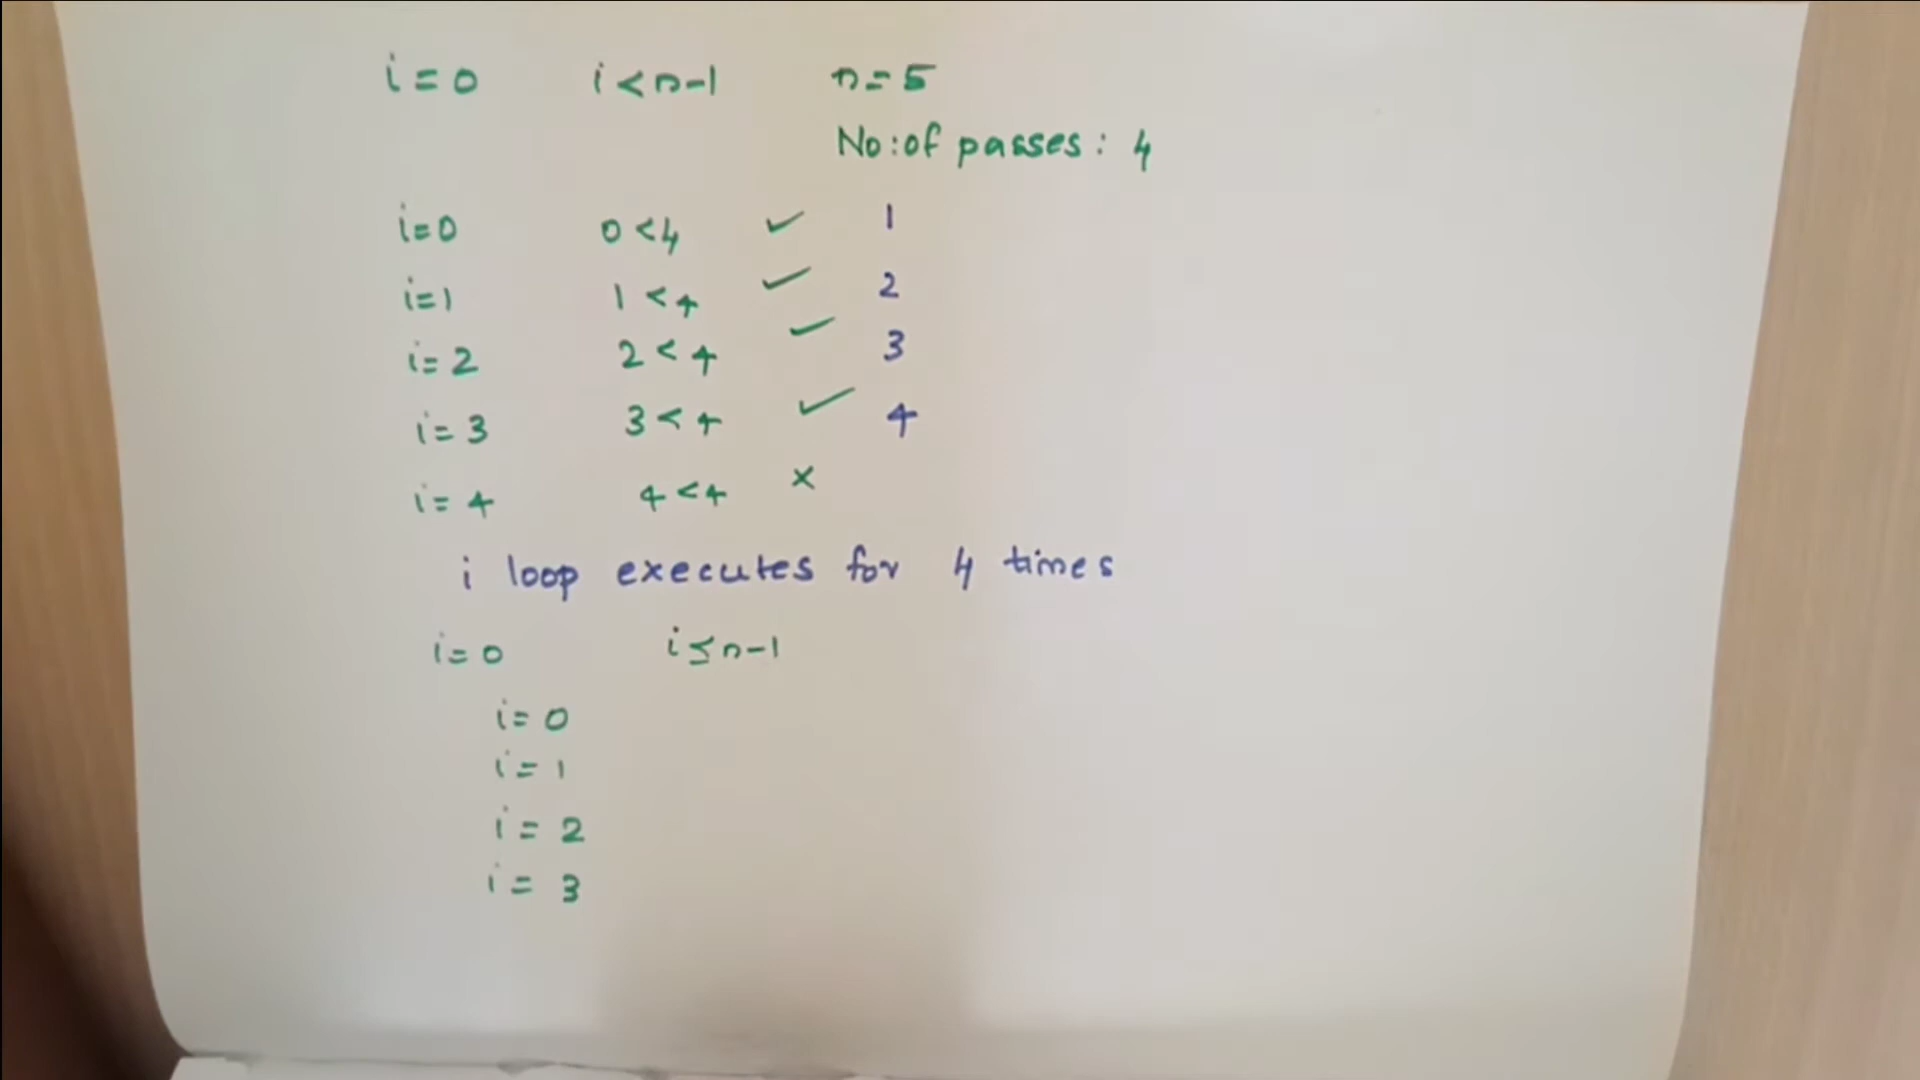 i=0 i<n-1 n=5
No:of passes: 4
i=0 0<4 ✓ 1
i=1 1<4 ✓ 2
i=2 2<4 ✓ 3
i=3 3<4 ✓ 4
i=4 4<4 ×
i loop executes for 4 times
i=0 i≤n-1
i=0
i=1
i=2
i=3